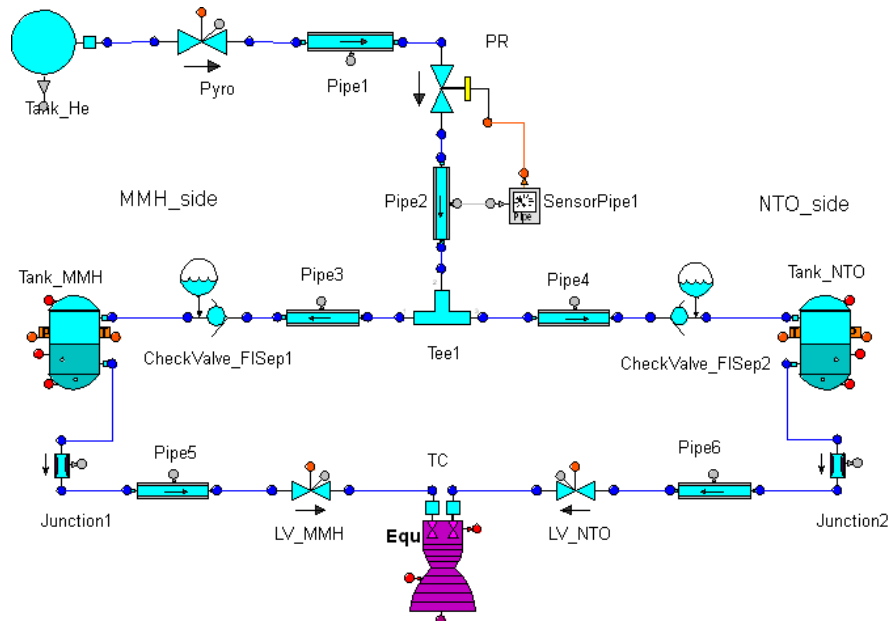 PR
Pyro
Pipe1
Tank_He
MMH_side
Pipe2
SensorPipe1
NTO_side
Pipe
Tank_MMH
Pipe3
Pipe4
Tank_NTO
CheckValve_FlSep1
Tee1
CheckValve_FlSep2
Pipe5
TC
Pipe6
Junction1
LV_MMH
Equ
LV_NTO
Junction2